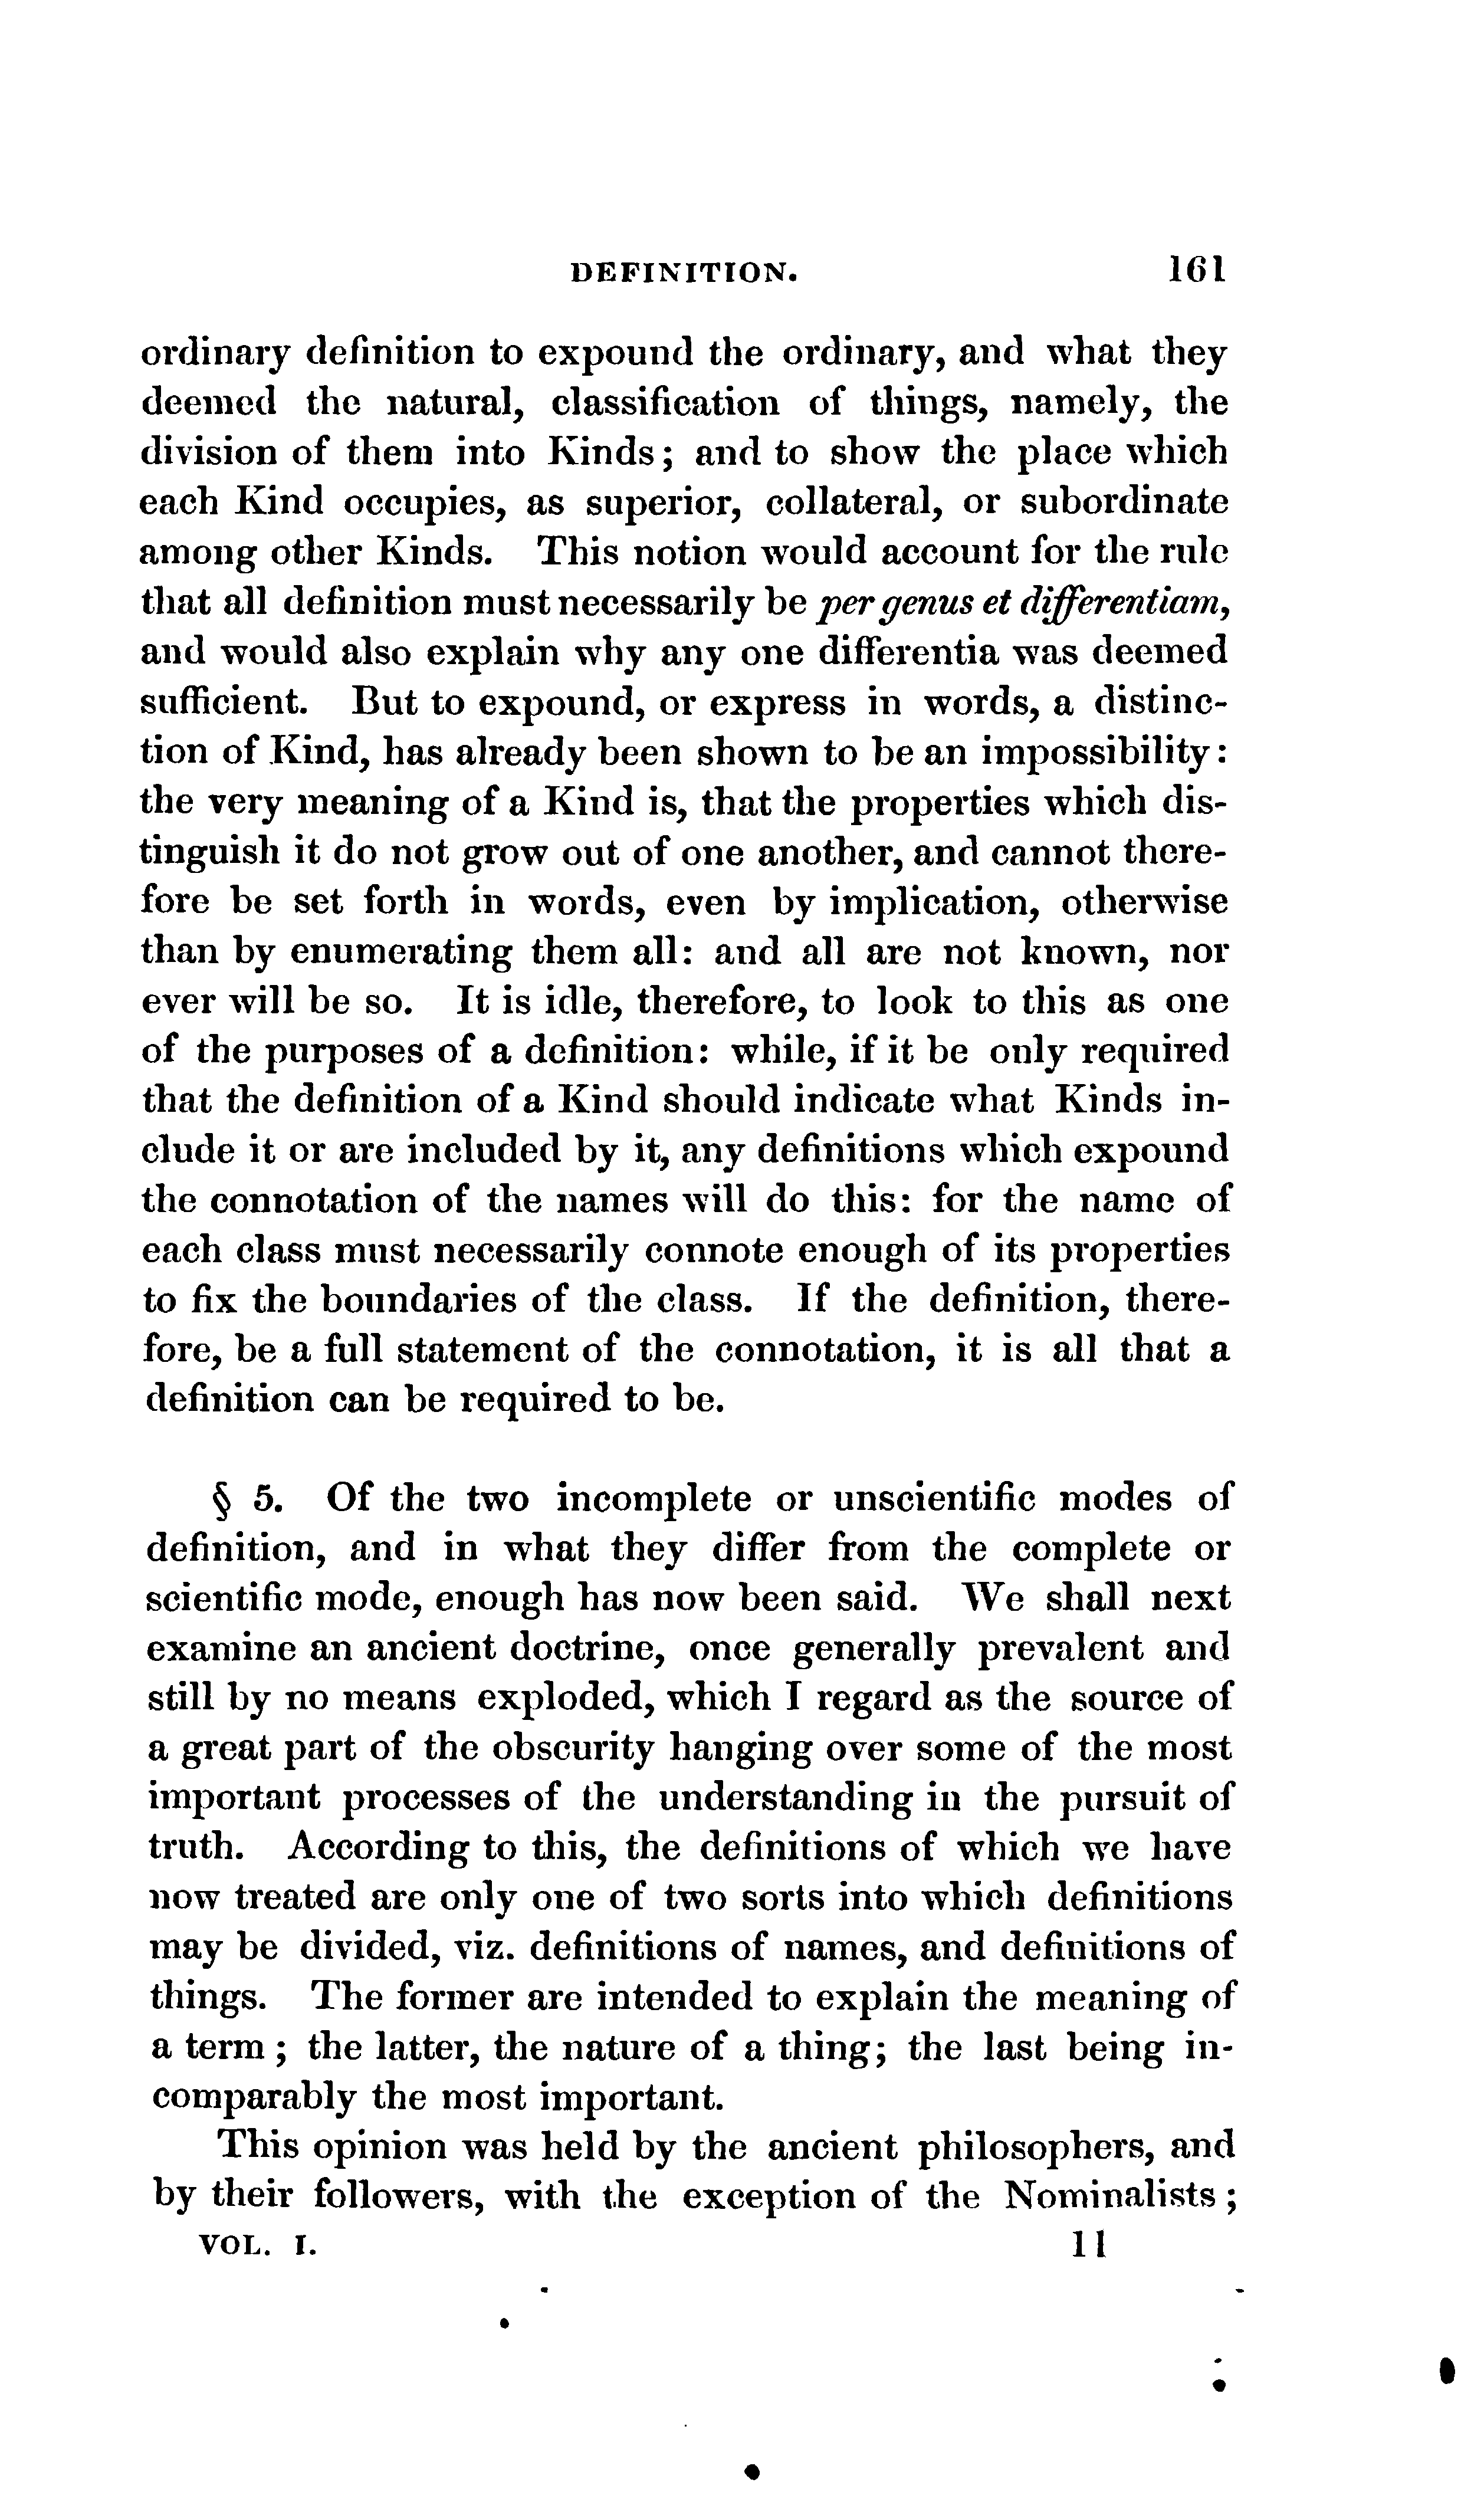 DEFINITION. 161
ordinary definition to expound the ordinary, and what they
deemed the natural, classification of things, namely, the
division of them into Kinds; and to show the place which
each Kind occupies, as superior, collateral, or subordinate
among other Kinds. This notion would account for the rule
that all definition must necessarily be per genus et differentiam,
and would also explain why any one differentia was deemed
sufficient. But to expound, or express in words, a distinc-
tion of Kind, has already been shown to be an impossibility:
the very meaning of a Kind is, that the properties which dis-
tinguish it do not grow out of one another, and cannot there-
fore be set forth in words, even by implication, otherwise
than by enumerating them all: and all are not known, nor
ever will be so. It is idle, therefore, to look to this as one
of the purposes of a definition: while, if it be only required
that the definition of a Kind should indicate what Kinds in-
clude it or are included by it, any definitions which expound
the connotation of the names will do this: for the name of
each class must necessarily connote enough of its properties
to fix the boundaries of the class. If the definition, there-
fore, be a full statement of the connotation, it is all that a
definition can be required to be.
§ 5. Of the two incomplete or unscientific modes of
definition, and in what they differ from the complete or
scientific mode, enough has now been said. We shall next
examine an ancient doctrine, once generally prevalent and
still by no means exploded, which I regard as the source of
a great part of the obscurity hanging over some of the most
important processes of the understanding in the pursuit of
truth. According to this, the definitions of which we have
now treated are only one of two sorts into which definitions
may be divided, viz. definitions of names, and definitions of
things. The former are intended to explain the meaning of
a term; the latter, the nature of a thing; the last being in-
comparably the most important.
This opinion was held by the ancient philosophers, and
by their followers, with the exception of the Nominalists;
VOL. I. 11